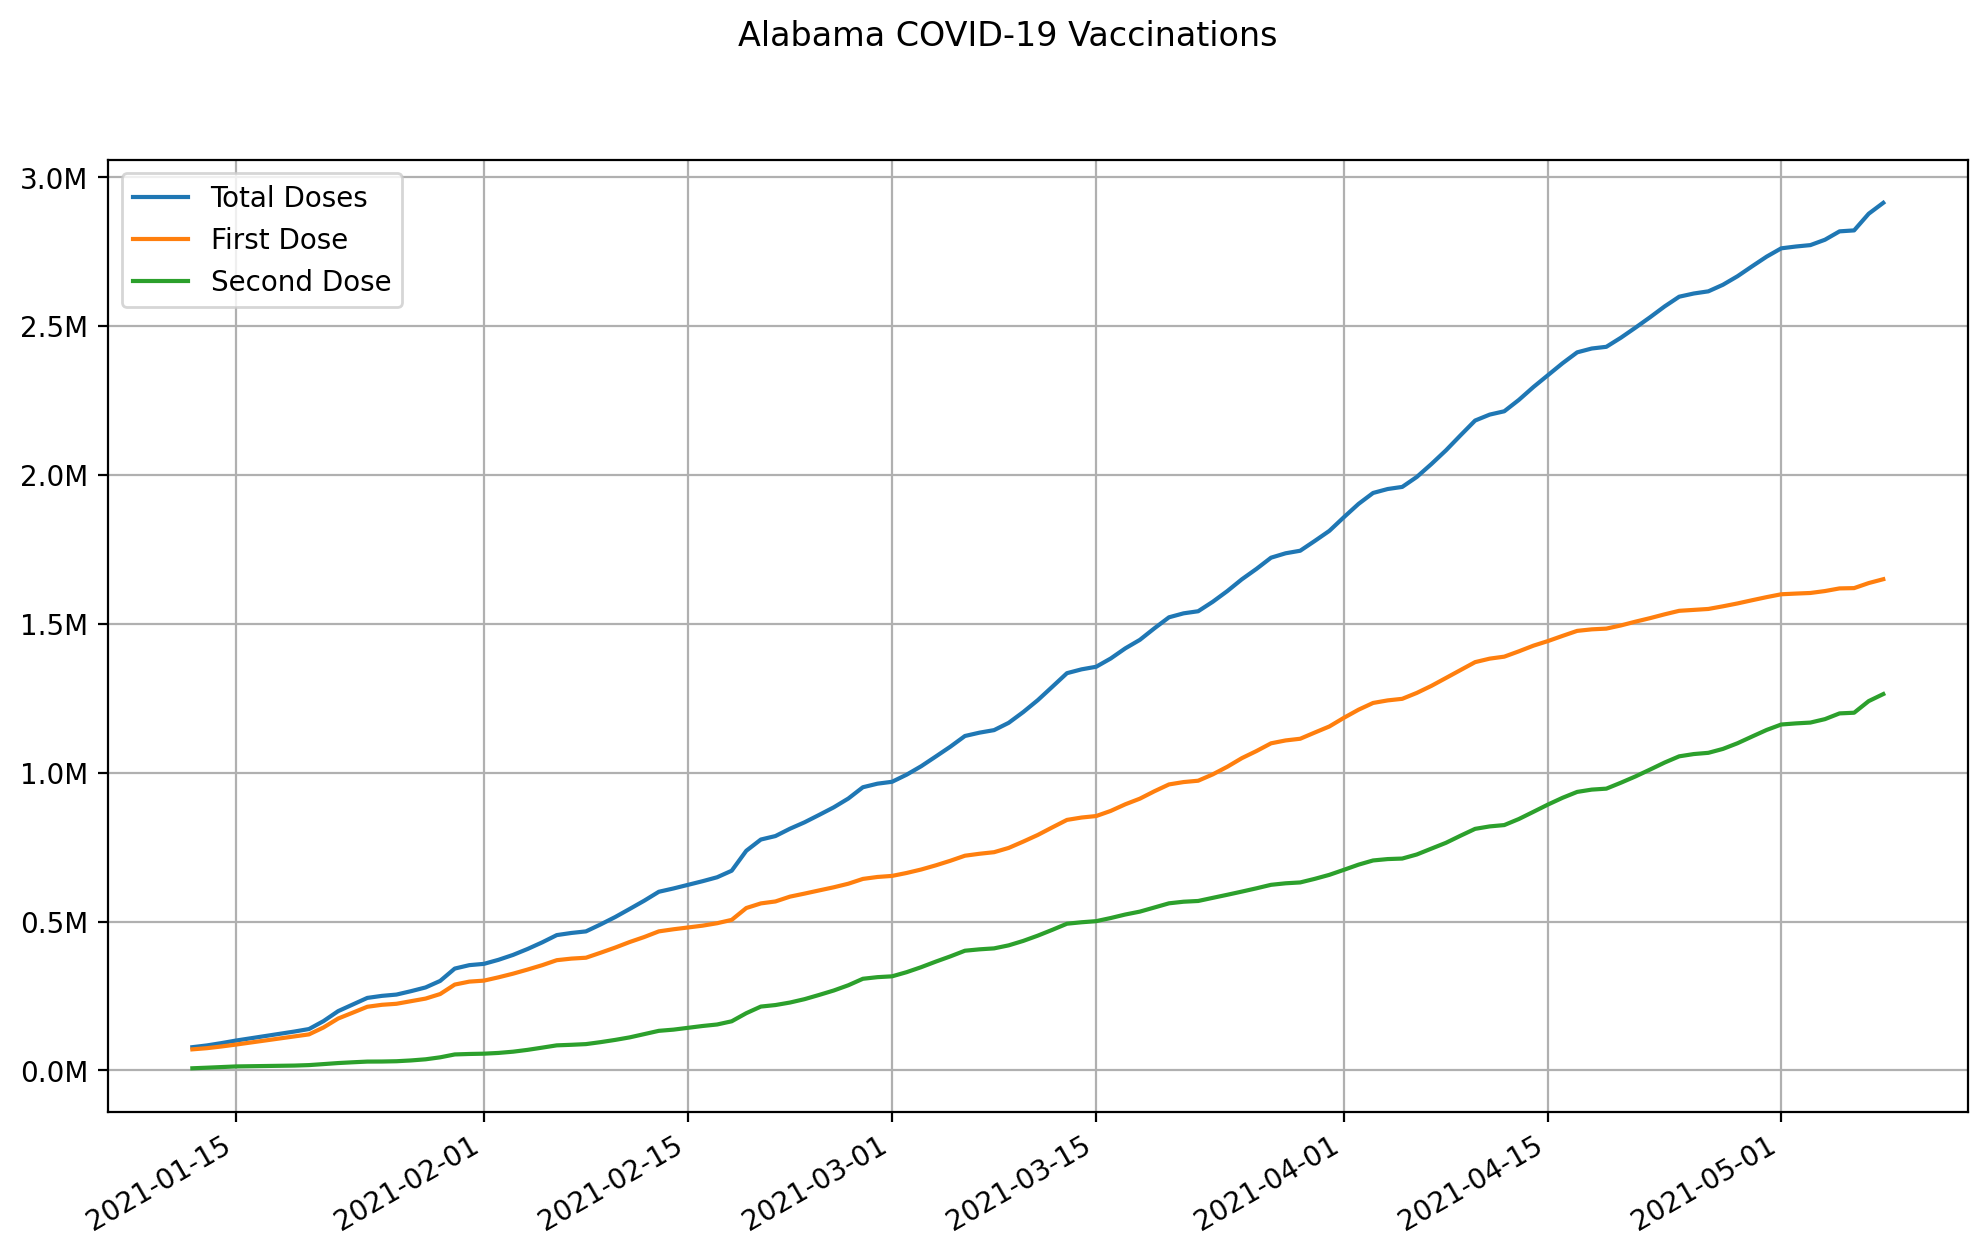 Alabama COVID-19 Vaccinations
3.0M
2.5M
2.0M
1.5M
1.0M
0.5M
0.0M
Total Doses
First Dose
Second Dose
2021-01-15
2021-02-01
2021-02-15
2021-03-01
2021-03-15
2021-04-01
2021-04-15
2021-05-01